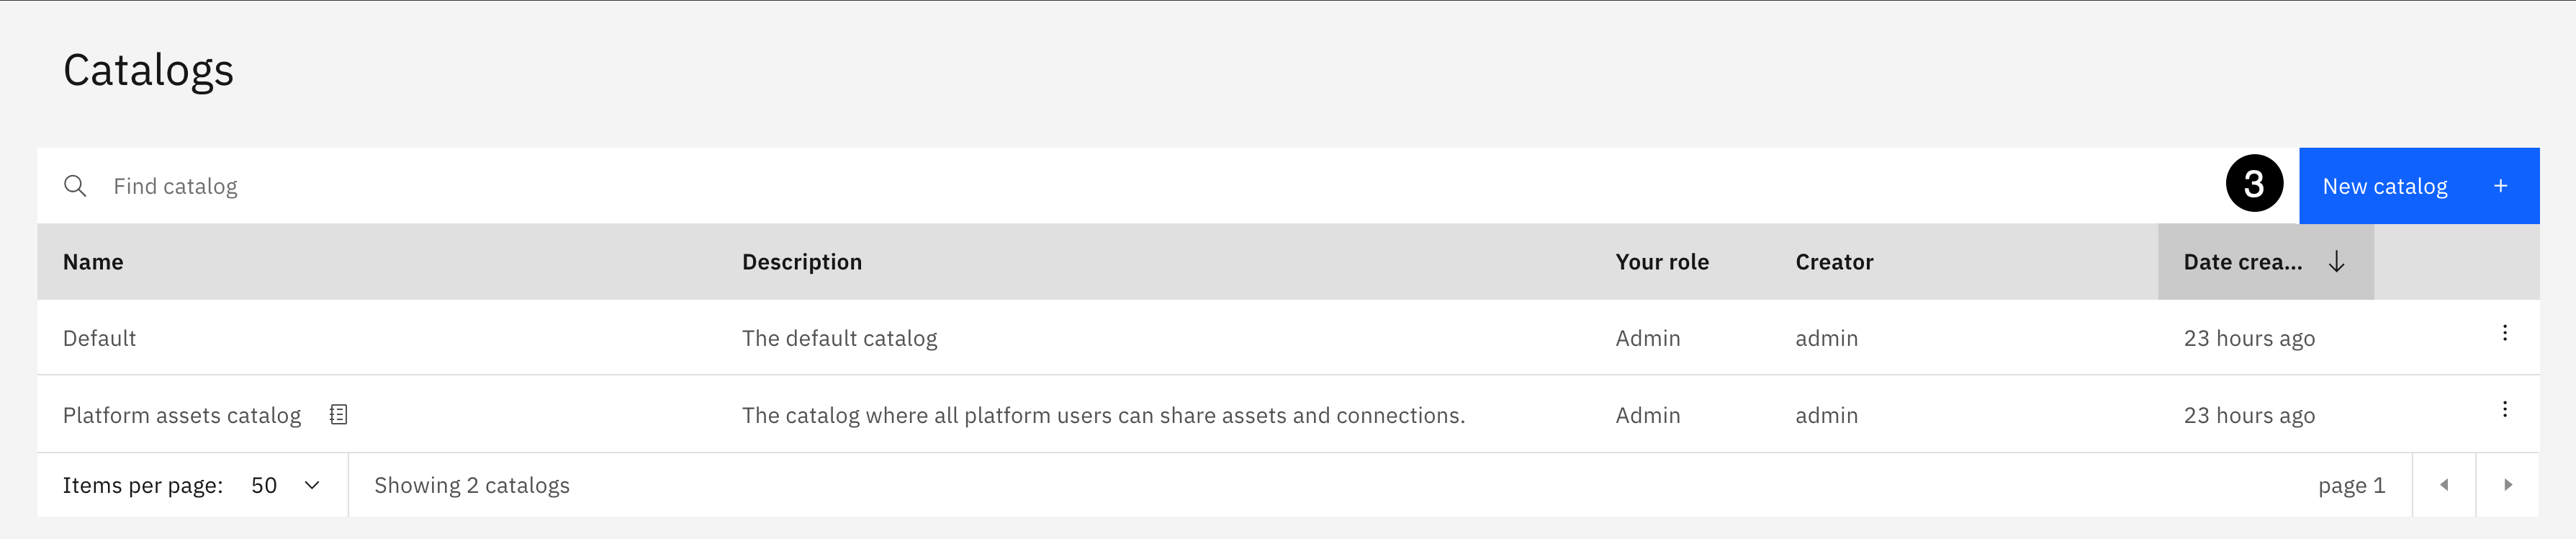 Catalogs
Find catalog
3 New catalog +
Name Description Your role Creator Date crea...
Default The default catalog Admin admin 23 hours ago
Platform assets catalog The catalog where all platform users can share assets and connections. Admin admin 23 hours ago
Items per page: 50 Showing 2 catalogs page 1